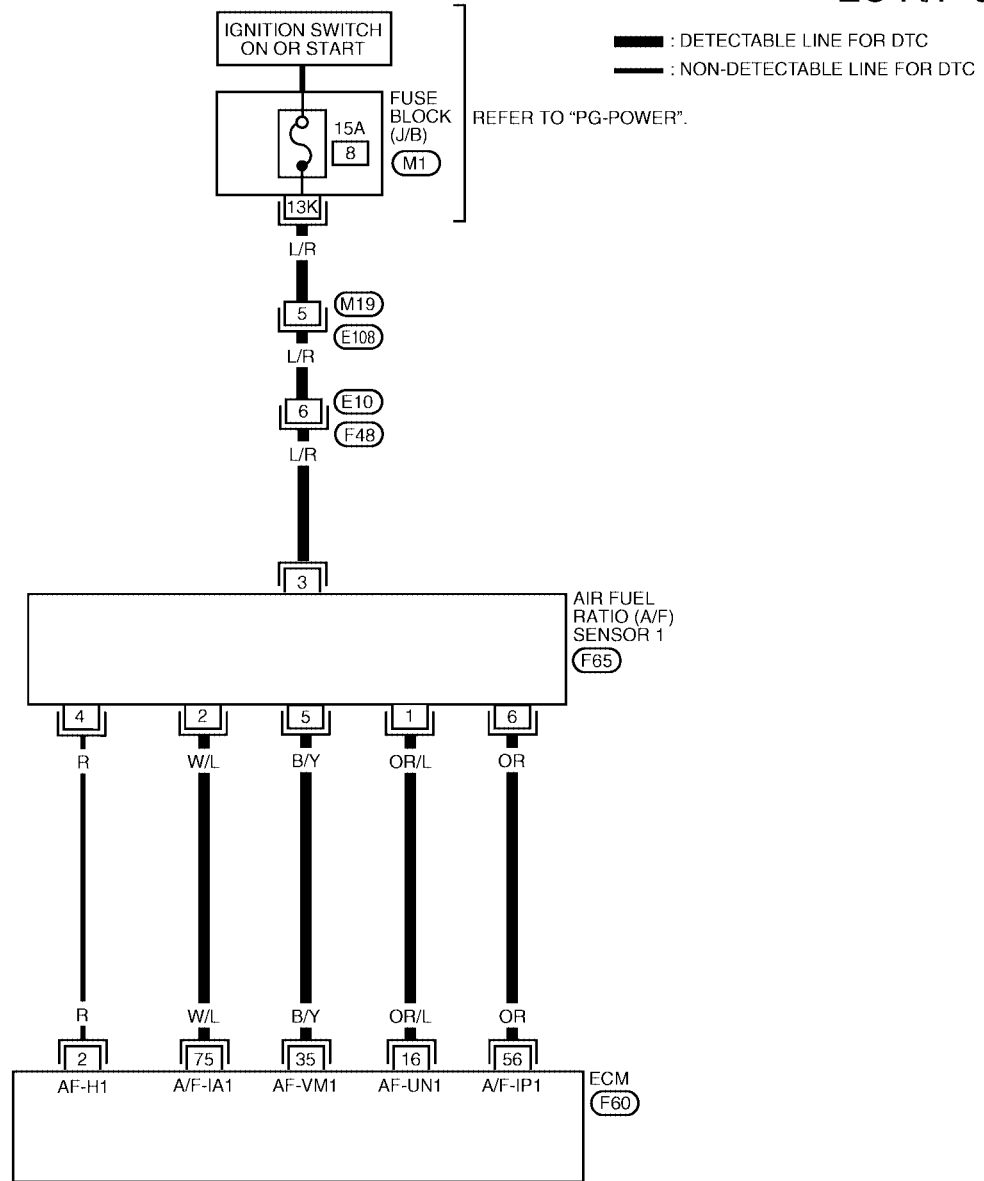 IGNITION SWITCH
ON OR START
: DETECTABLE LINE FOR DTC
: NON-DETECTABLE LINE FOR DTC
FUSE
BLOCK
(J/B)
M1
15A
8
REFER TO “PG-POWER”.
13K
L/R
5
M19
E108
L/R
6
E10
F48
L/R
3
AIR FUEL
RATIO (A/F)
SENSOR 1
F65
4 2 5 1 6
R W/L B/Y OR/L OR
R W/L B/Y OR/L OR
2 75 35 16 56
AF-H1 A/F-IA1 AF-VM1 AF-UN1 A/F-IP1
ECM
F60